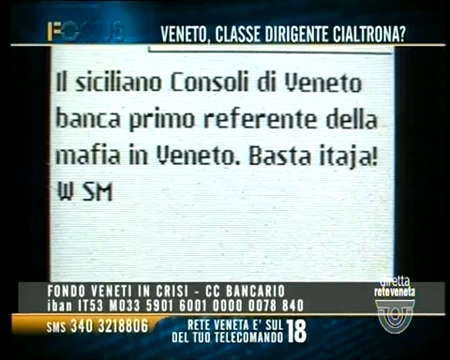 FOCUS
VENETO, CLASSE DIRIGENTE CIALTRONA?
Il siciliano Consoli di Veneto
banca primo referente della
mafia in Veneto. Basta itaja!
W SM
diretta
reteveneta
FONDO VENETI IN CRISI - CC BANCARIO
iban IT53 M033 5901 6001 0000 0078 840
SMS 340 3218806
RETE VENETA E' SUL 18
DEL TUO TELECOMANDO